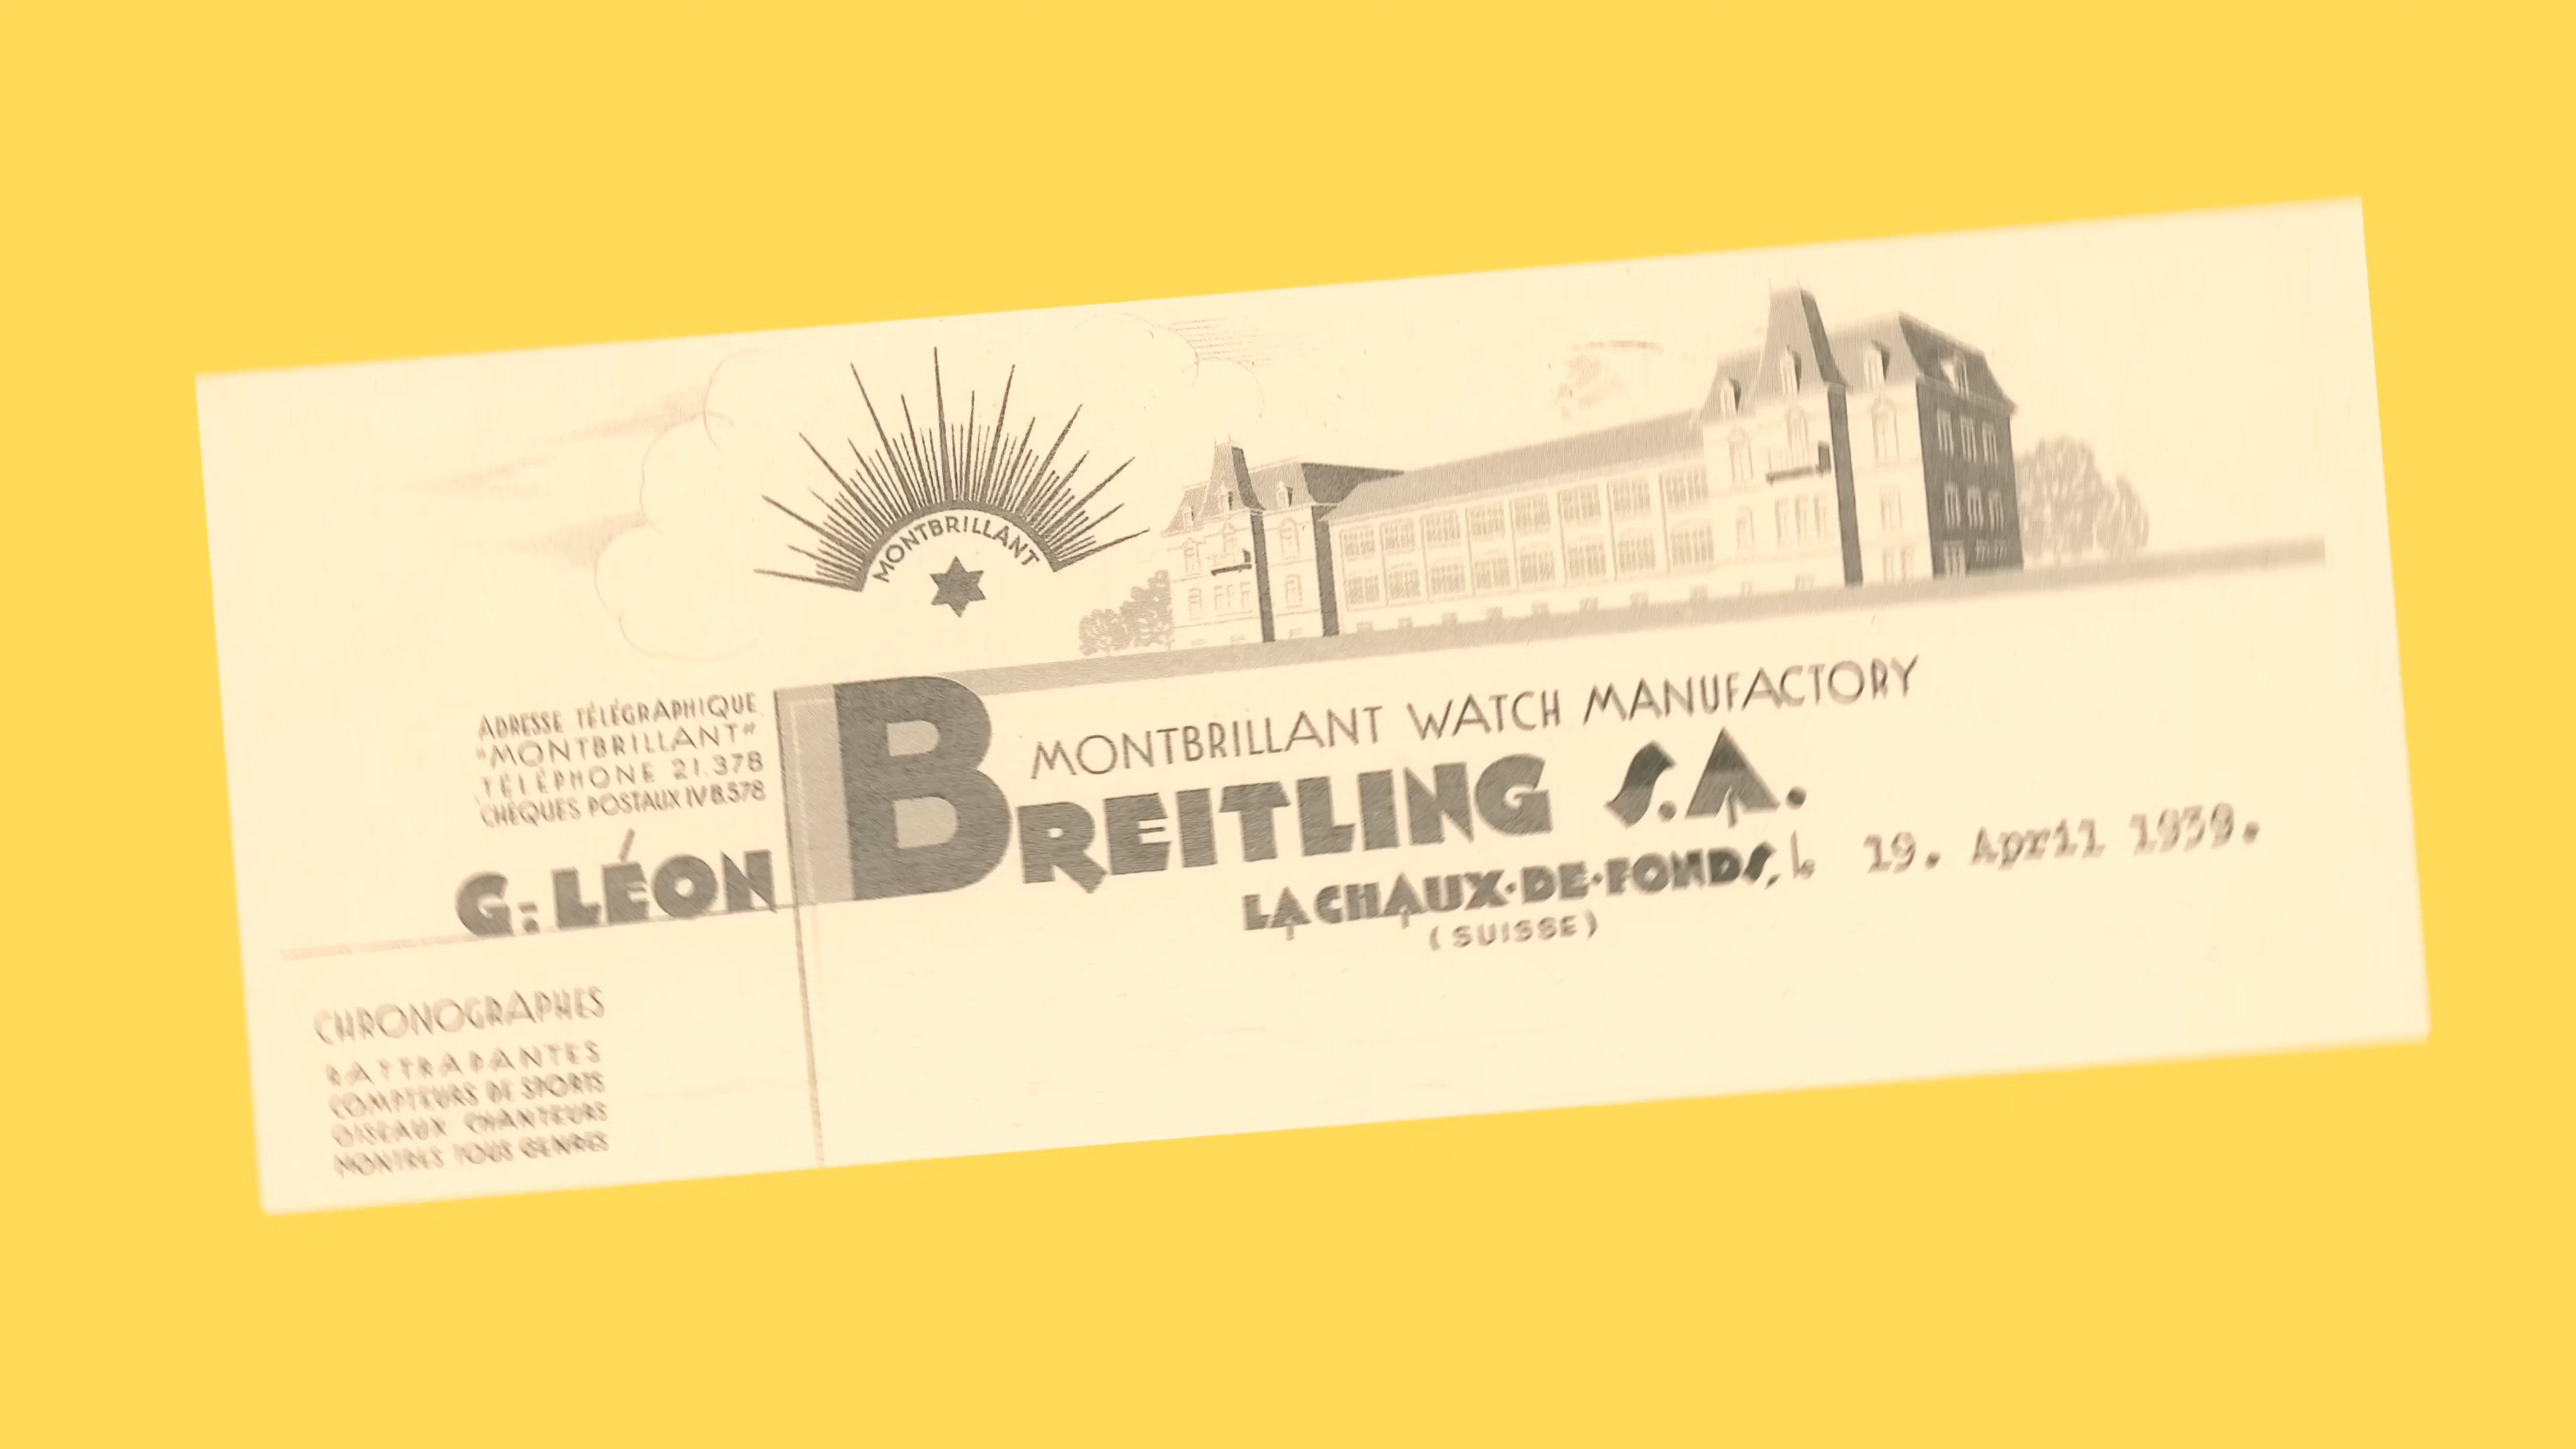 MONTBRILLANT
ADRESSE TÉLÉGRAPHIQUE
"MONTBRILLANT"
TÉLÉPHONE 21.378
CHÈQUES POSTAUX IVB.578
MONTBRILLANT WATCH MANUFACTORY
G. LÉON BREITLING S.A.
LA CHAUX-DE-FONDS, le 19. April 1939.
(SUISSE)
CHRONOGRAPHES
RATTRAPANTES
COMPTEURS DE SPORTS
OISEAUX CHANTEURS
MONTRES TOUS GENRES